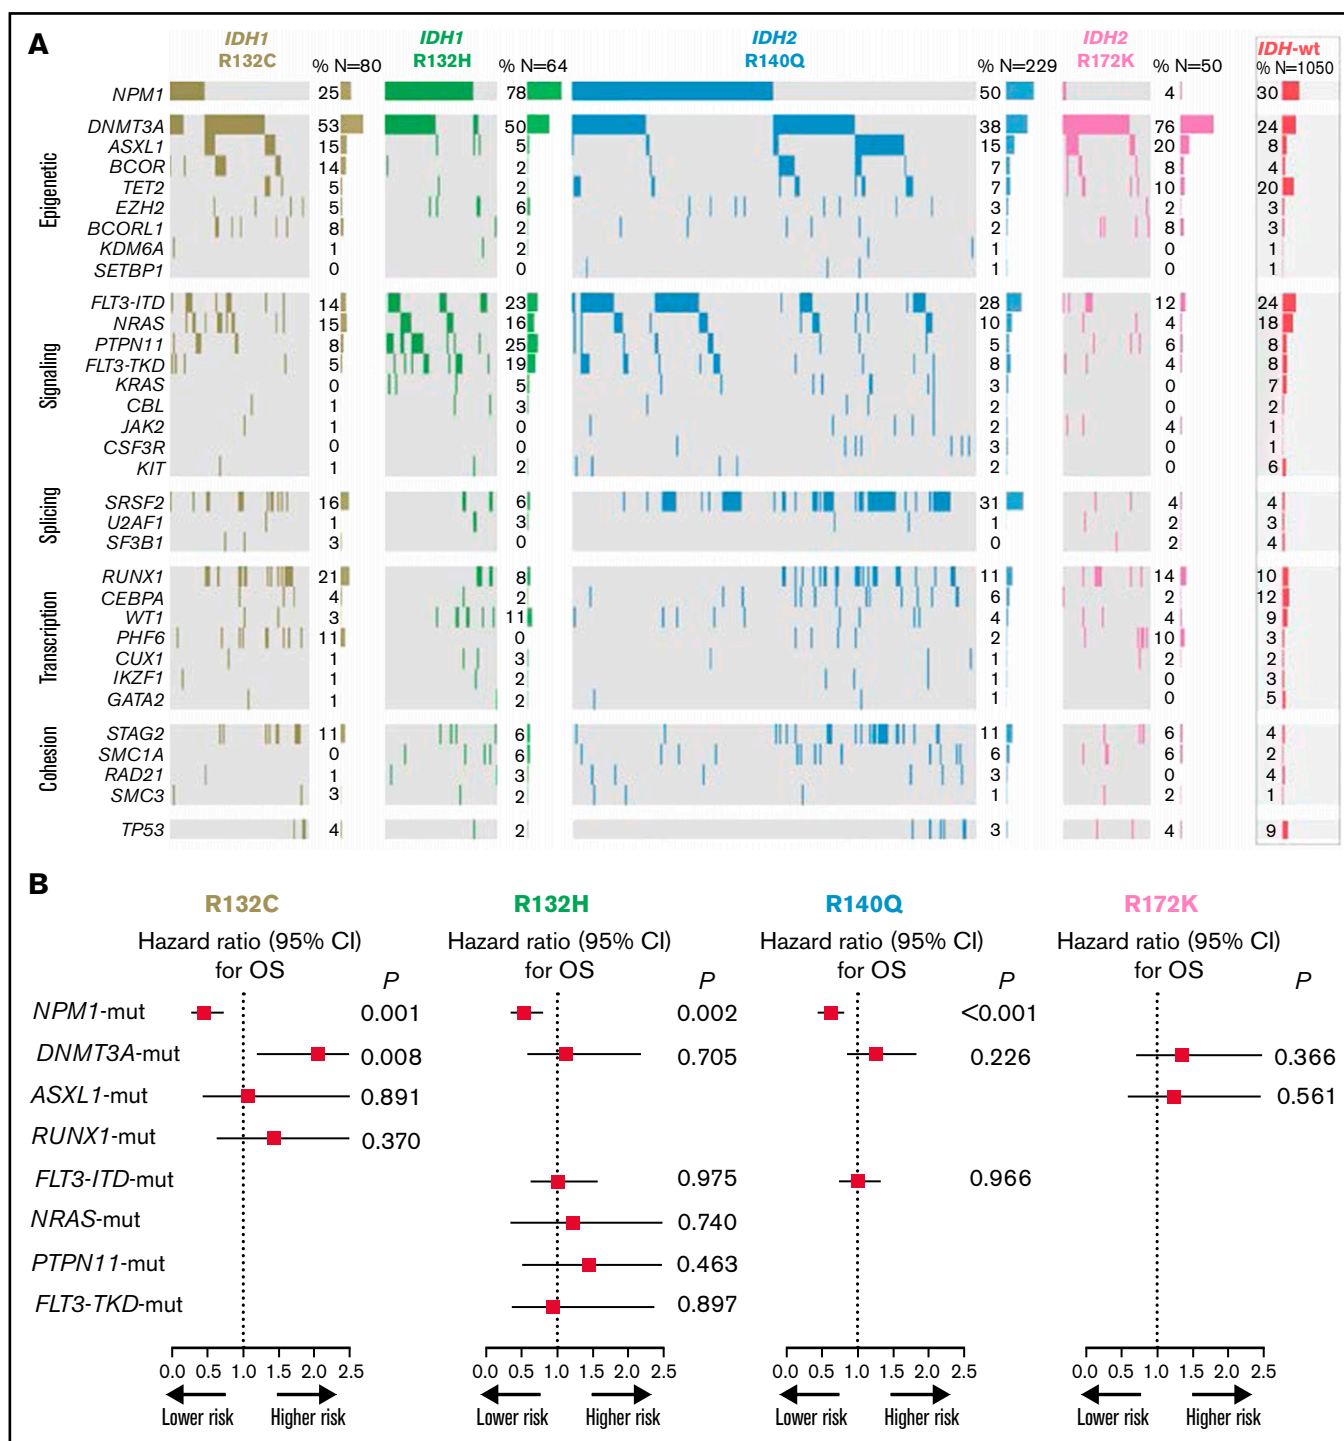 A
IDH1 R132C
IDH1 R132H
IDH2 R140Q
IDH2 R172K
IDH-wt
% N=80
% N=64
% N=229
% N=50
% N=1050
NPM1 25 78 50 4 30
Epigenetic
DNMT3A 53 50 38 76 24
ASXL1 15 5 15 20 8
BCOR 14 2 7 8 4
TET2 5 2 7 10 20
EZH2 5 6 3 2 3
BCORL1 8 2 2 8 3
KDM6A 1 2 1 0 1
SETBP1 0 0 1 0 1
Signaling
FLT3-ITD 14 23 28 12 24
NRAS 15 16 10 4 18
PTPN11 8 25 5 6 8
FLT3-TKD 5 19 8 4 8
KRAS 0 5 3 0 7
CBL 1 3 2 0 2
JAK2 1 0 2 4 1
CSF3R 0 0 3 0 1
KIT 1 2 2 0 6
Splicing
SRSF2 16 6 31 4 4
U2AF1 1 3 1 2 3
SF3B1 3 0 0 2 4
Transcription
RUNX1 21 8 11 14 10
CEBPA 4 2 6 2 12
WT1 3 11 4 4 9
PHF6 11 0 2 10 3
CUX1 1 3 1 2 2
IKZF1 1 2 1 0 3
GATA2 1 2 1 0 5
Cohesion
STAG2 11 6 11 6 4
SMC1A 0 6 6 6 2
RAD21 1 3 3 0 4
SMC3 3 2 1 2 1
TP53 4 2 3 4 9
B
R132C R132H R140Q R172K
Hazard ratio (95% CI) Hazard ratio (95% CI) Hazard ratio (95% CI) Hazard ratio (95% CI)
for OS P for OS P for OS P for OS P
NPM1-mut 0.001 0.002 <0.001
DNMT3A-mut 0.008 0.705 0.226 0.366
ASXL1-mut 0.891 0.561
RUNX1-mut 0.370
FLT3-ITD-mut 0.975 0.966
NRAS-mut 0.740
PTPN11-mut 0.463
FLT3-TKD-mut 0.897
0.0 0.5 1.0 1.5 2.0 2.5 0.0 0.5 1.0 1.5 2.0 2.5 0.0 0.5 1.0 1.5 2.0 2.5 0.0 0.5 1.0 1.5 2.0 2.5
Lower risk Higher risk Lower risk Higher risk Lower risk Higher risk Lower risk Higher risk